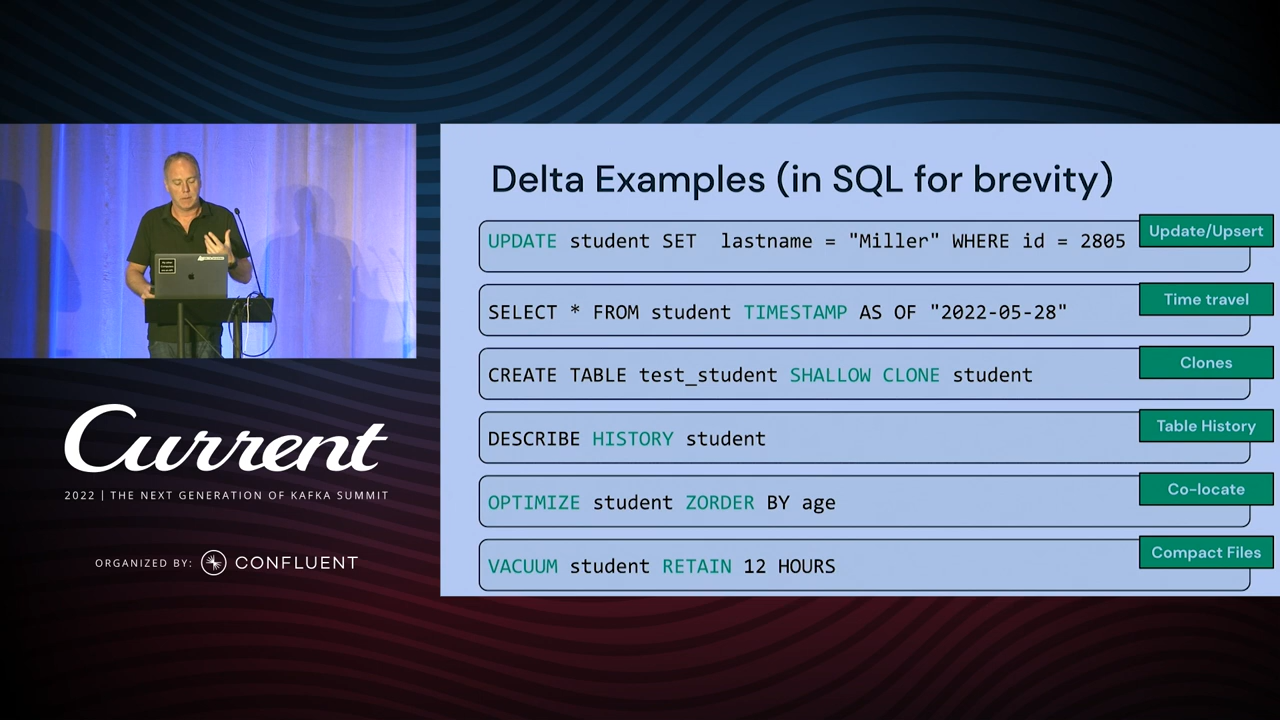 Delta Examples (in SQL for brevity)
UPDATE student SET lastname = "Miller" WHERE id = 2805
Update/Upsert
SELECT * FROM student TIMESTAMP AS OF "2022-05-28"
Time travel
CREATE TABLE test_student SHALLOW CLONE student
Clones
DESCRIBE HISTORY student
Table History
OPTIMIZE student ZORDER BY age
Co-locate
VACUUM student RETAIN 12 HOURS
Compact Files
Current
2022 | THE NEXT GENERATION OF KAFKA SUMMIT
ORGANIZED BY: CONFLUENT